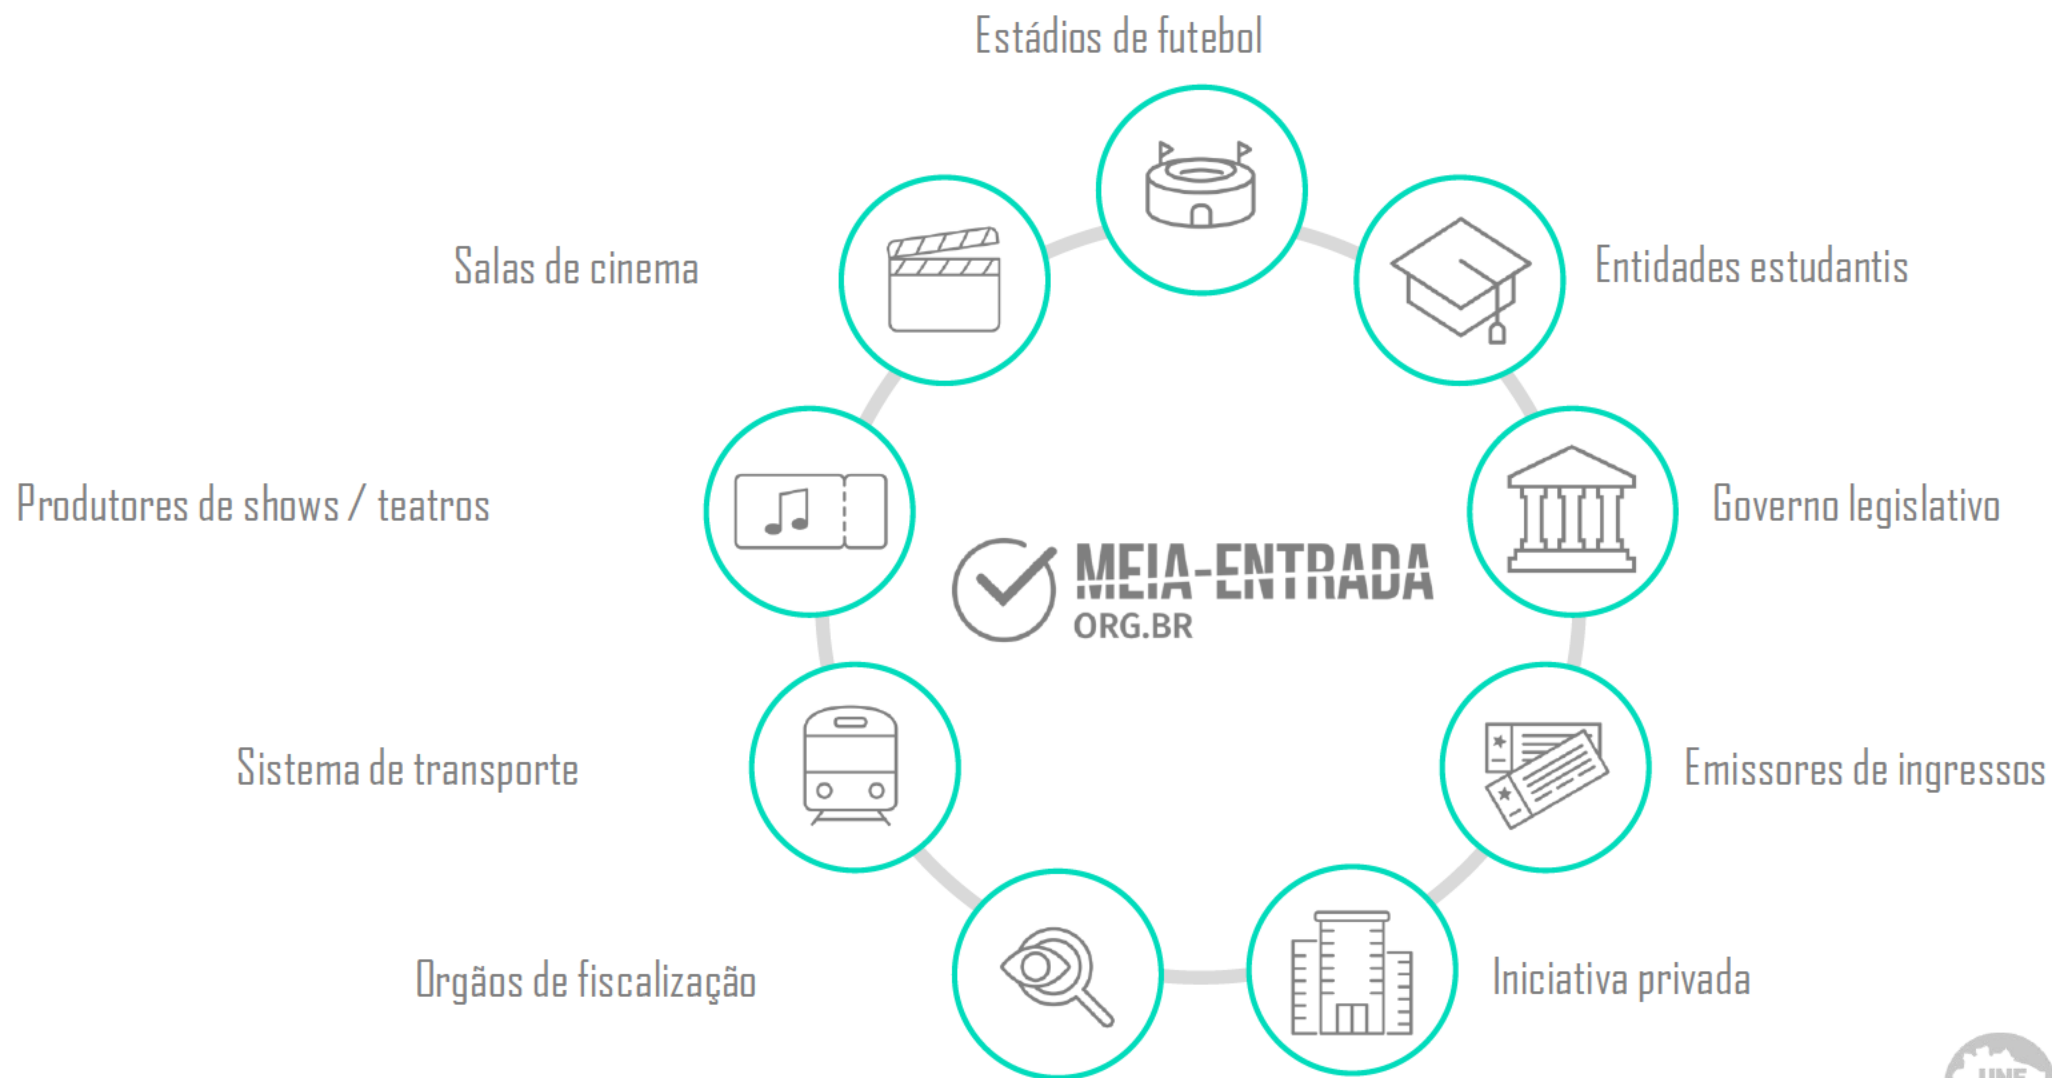 Estádios de futebol
Salas de cinema
Entidades estudantis
Produtores de shows / teatros
Governo legislativo
MEIA-ENTRADA
ORG.BR
Sistema de transporte
Emissores de ingressos
Orgãos de fiscalização
Iniciativa privada
UNE